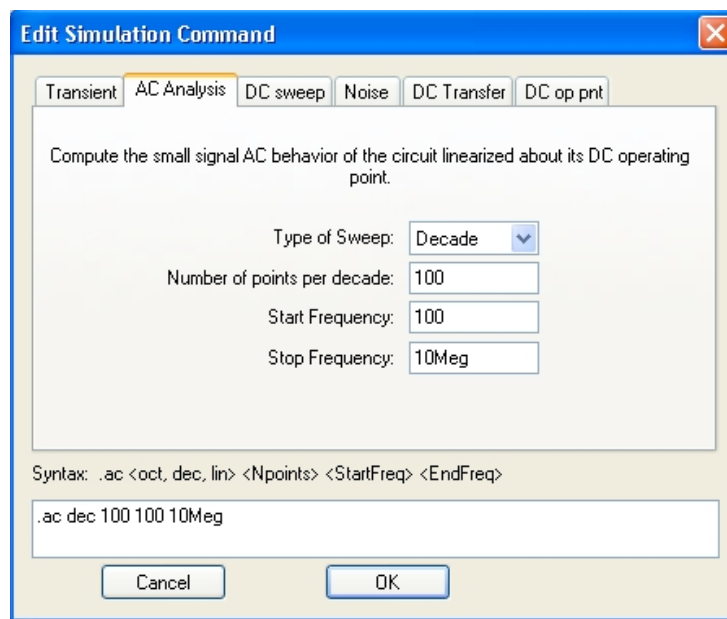 Edit Simulation Command
Transient AC Analysis DC sweep Noise DC Transfer DC op pnt
Compute the small signal AC behavior of the circuit linearized about its DC operating
point.
Type of Sweep: Decade
Number of points per decade: 100
Start Frequency: 100
Stop Frequency: 10Meg
Syntax: .ac <oct, dec, lin> <Npoints> <StartFreq> <EndFreq>
.ac dec 100 100 10Meg
Cancel OK